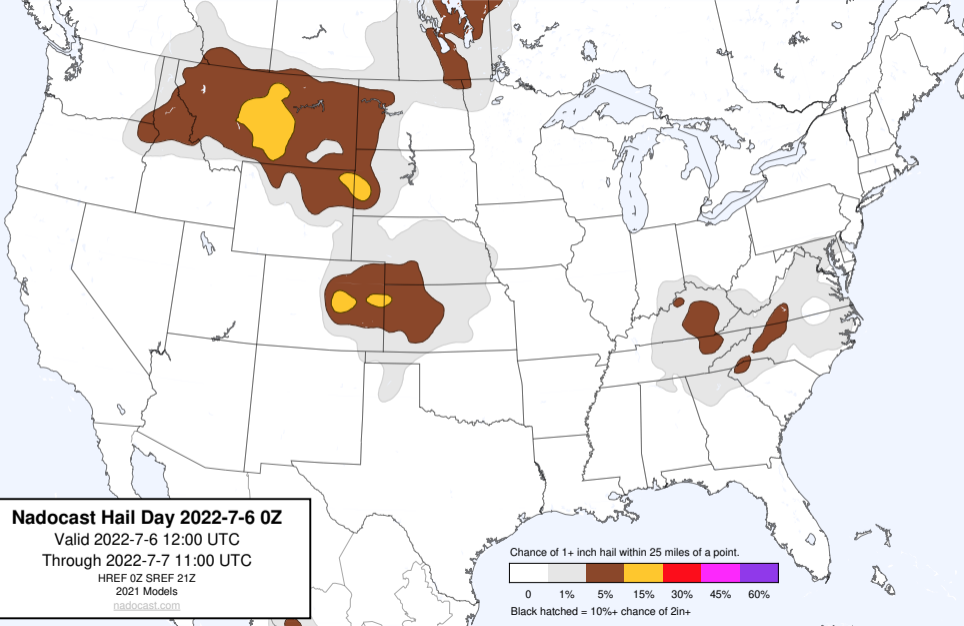 Nadocast Hail Day 2022-7-6 0Z
Valid 2022-7-6 12:00 UTC
Through 2022-7-7 11:00 UTC
HREF 0Z SREF 21Z
2021 Models
nadocast.com
Chance of 1+ inch hail within 25 miles of a point.
0 1% 5% 15% 30% 45% 60%
Black hatched = 10%+ chance of 2in+